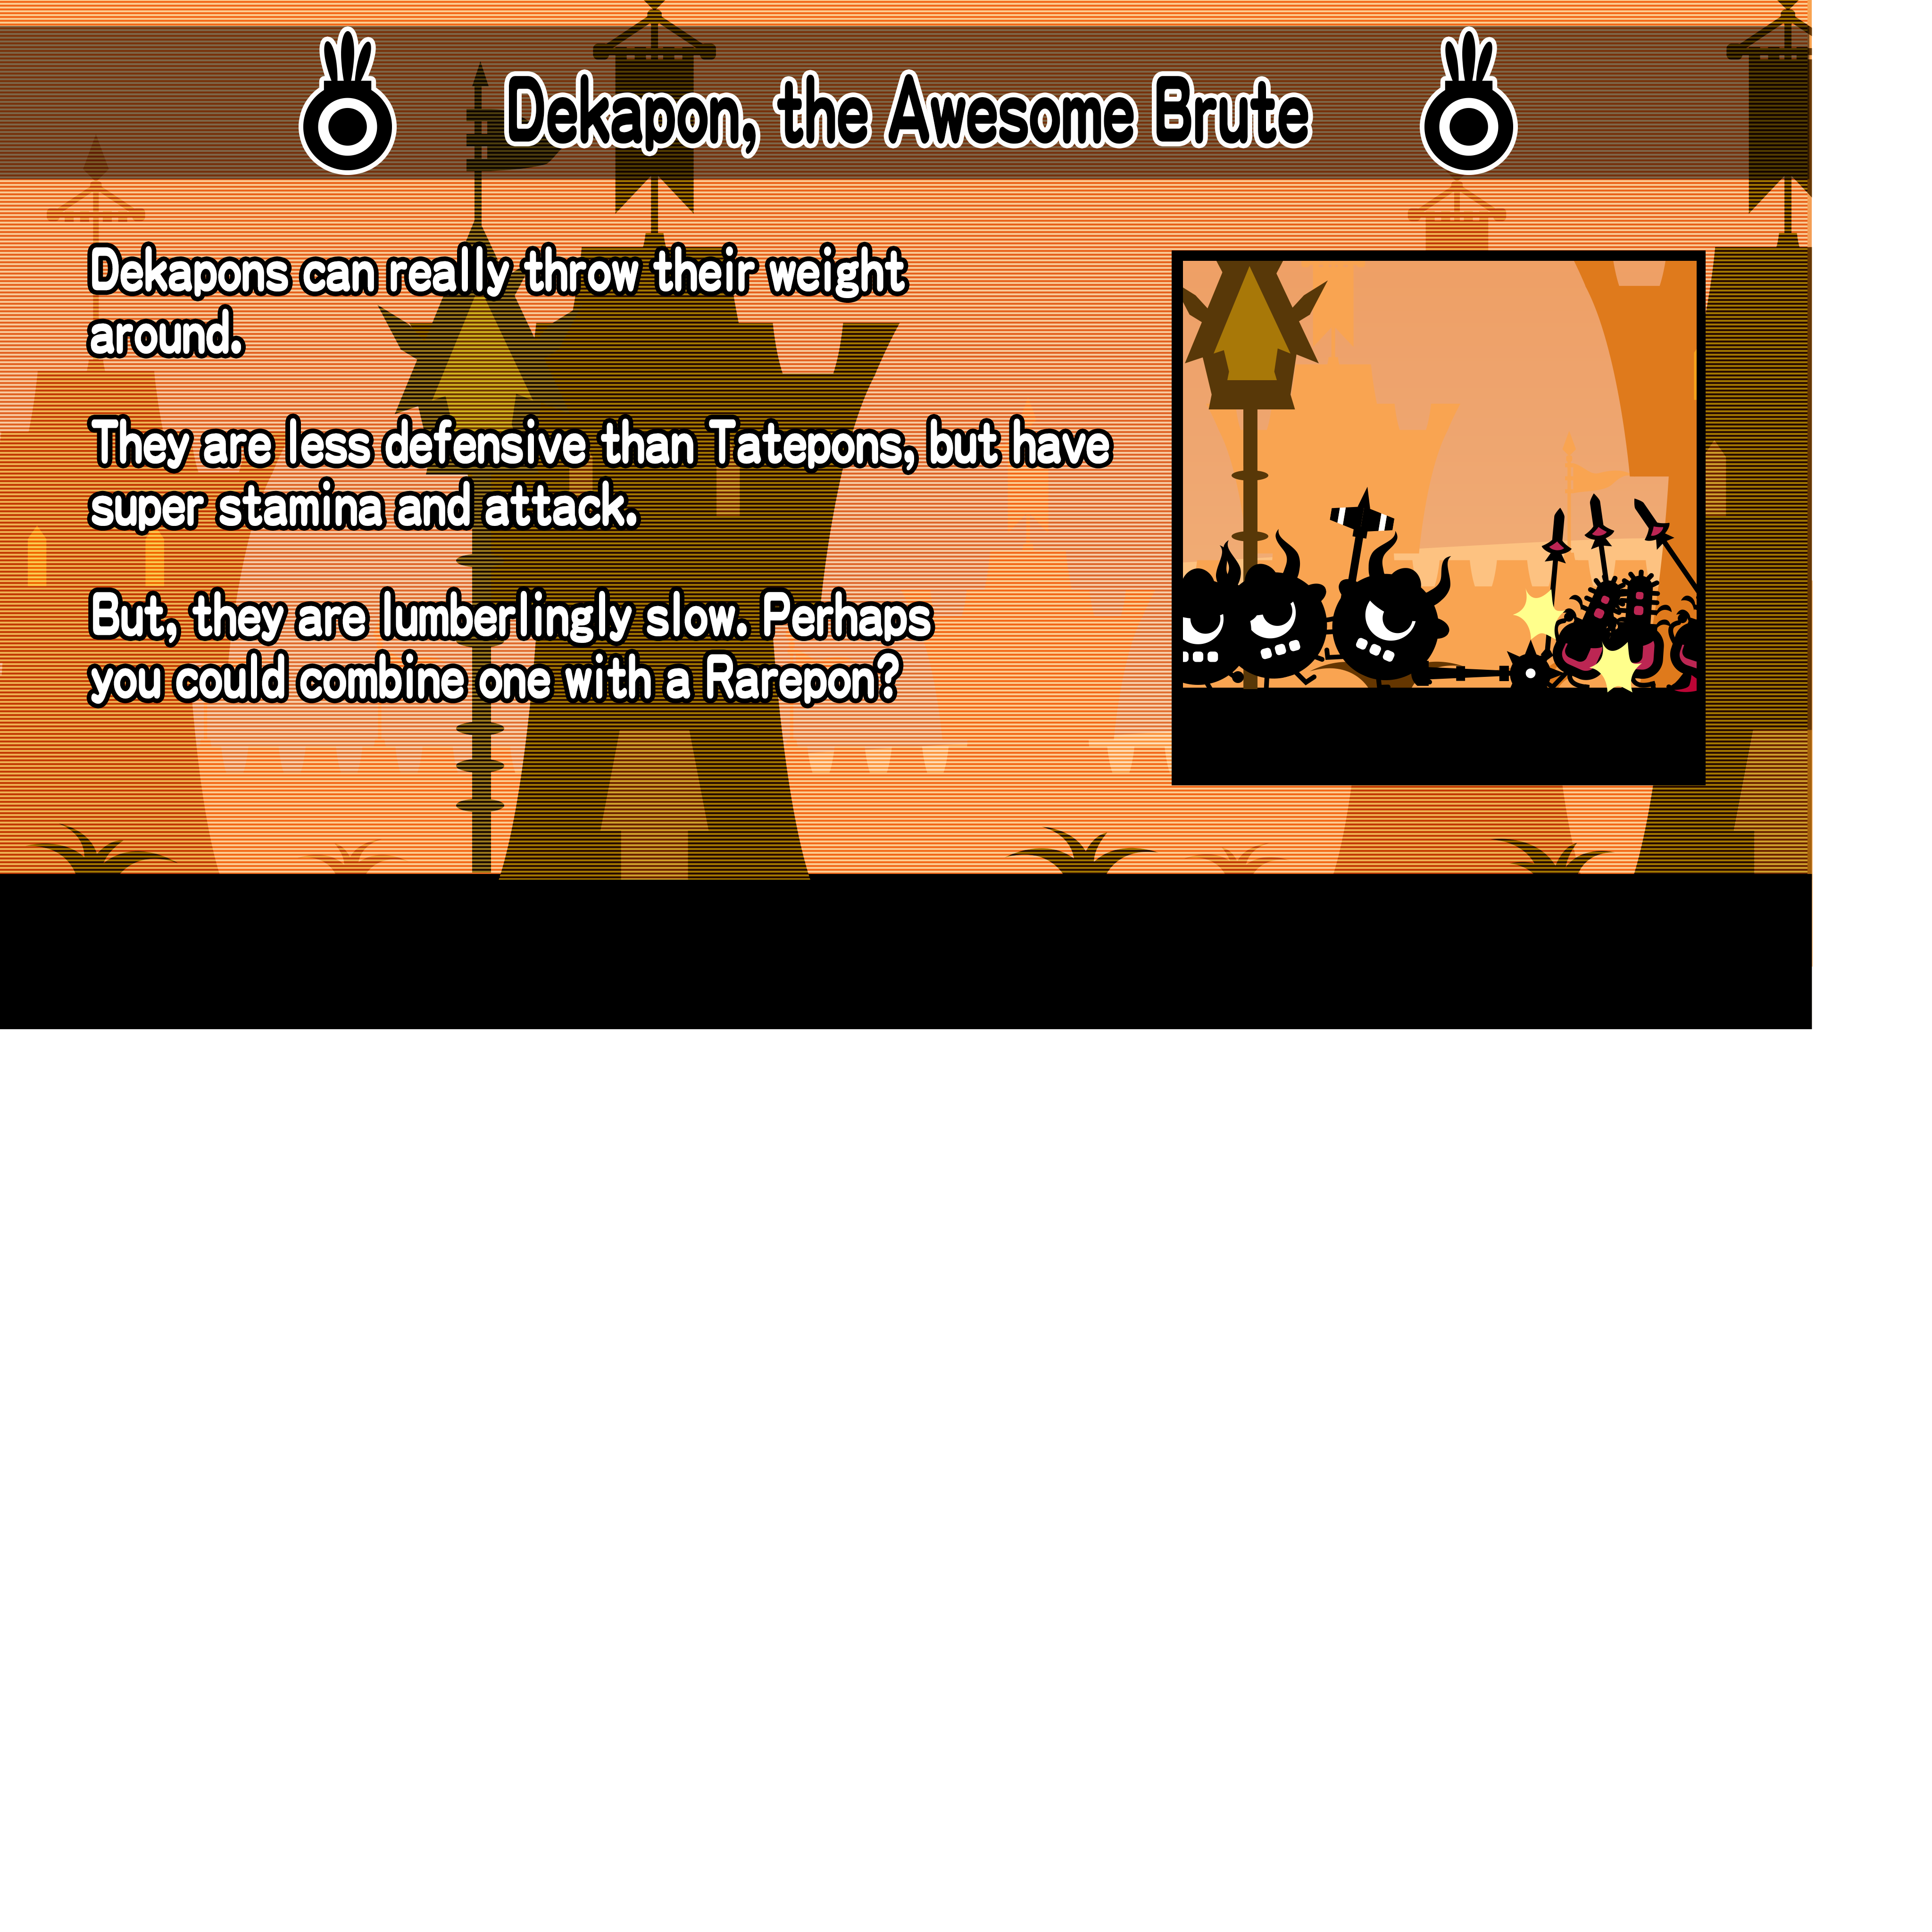 Dekapon, the Awesome Brute
Dekapons can really throw their weight
around.
They are less defensive than Tatepons, but have
super stamina and attack.
But, they are lumberlingly slow. Perhaps
you could combine one with a Rarepon?